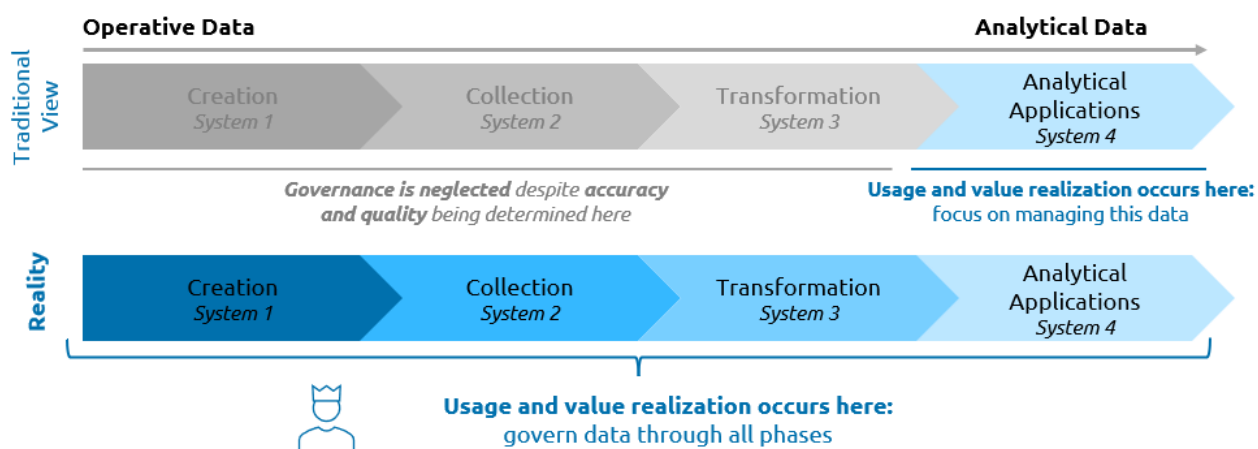 Operative Data
Analytical Data
Traditional
View
Creation
System 1
Collection
System 2
Transformation
System 3
Analytical
Applications
System 4
Governance is neglected despite accuracy
and quality being determined here
Usage and value realization occurs here:
focus on managing this data
Reality
Creation
System 1
Collection
System 2
Transformation
System 3
Analytical
Applications
System 4
Usage and value realization occurs here:
govern data through all phases